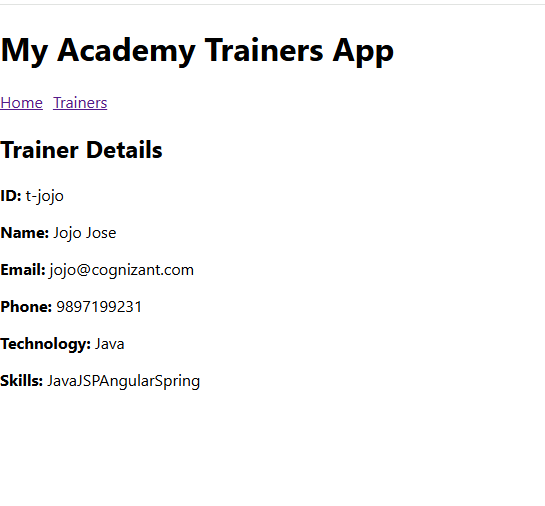 My Academy Trainers App
Home Trainers
Trainer Details
ID: t-jojo
Name: Jojo Jose
Email: jojo@cognizant.com
Phone: 9897199231
Technology: Java
Skills: JavaJSPAngularSpring